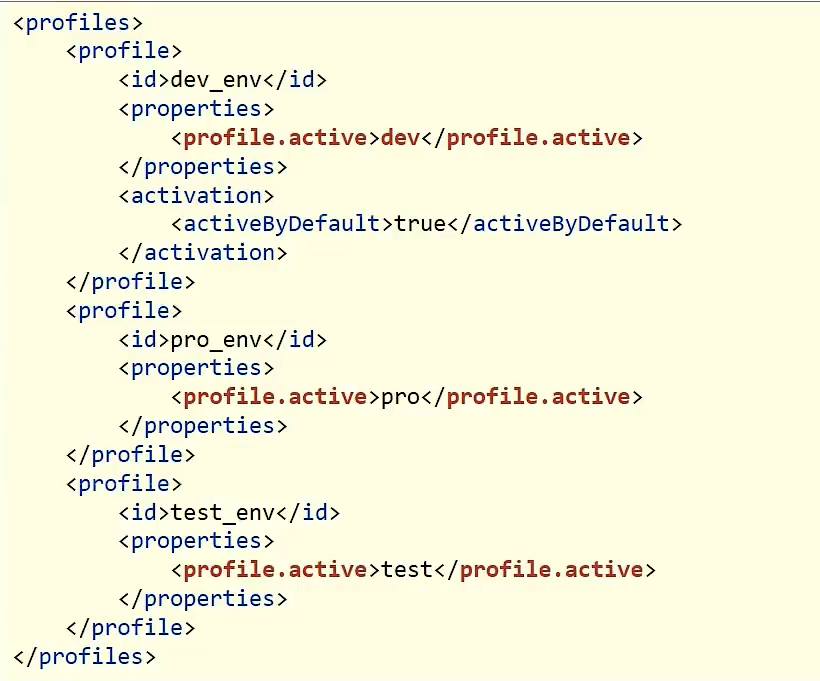 <profiles>
    <profile>
        <id>dev_env</id>
        <properties>
            <profile.active>dev</profile.active>
        </properties>
        <activation>
            <activeByDefault>true</activeByDefault>
        </activation>
    </profile>
    <profile>
        <id>pro_env</id>
        <properties>
            <profile.active>pro</profile.active>
        </properties>
    </profile>
    <profile>
        <id>test_env</id>
        <properties>
            <profile.active>test</profile.active>
        </properties>
    </profile>
</profiles>